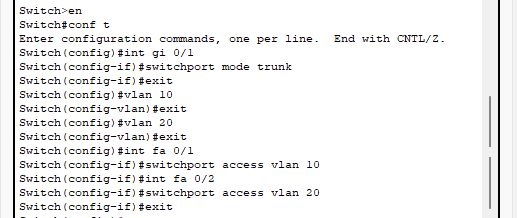 Switch>en
Switch#conf t
Enter configuration commands, one per line.  End with CNTL/Z.
Switch(config)#int gi 0/1
Switch(config-if)#switchport mode trunk
Switch(config-if)#exit
Switch(config)#vlan 10
Switch(config-vlan)#exit
Switch(config)#vlan 20
Switch(config-vlan)#exit
Switch(config)#int fa 0/1
Switch(config-if)#switchport access vlan 10
Switch(config-if)#int fa 0/2
Switch(config-if)#switchport access vlan 20
Switch(config-if)#exit